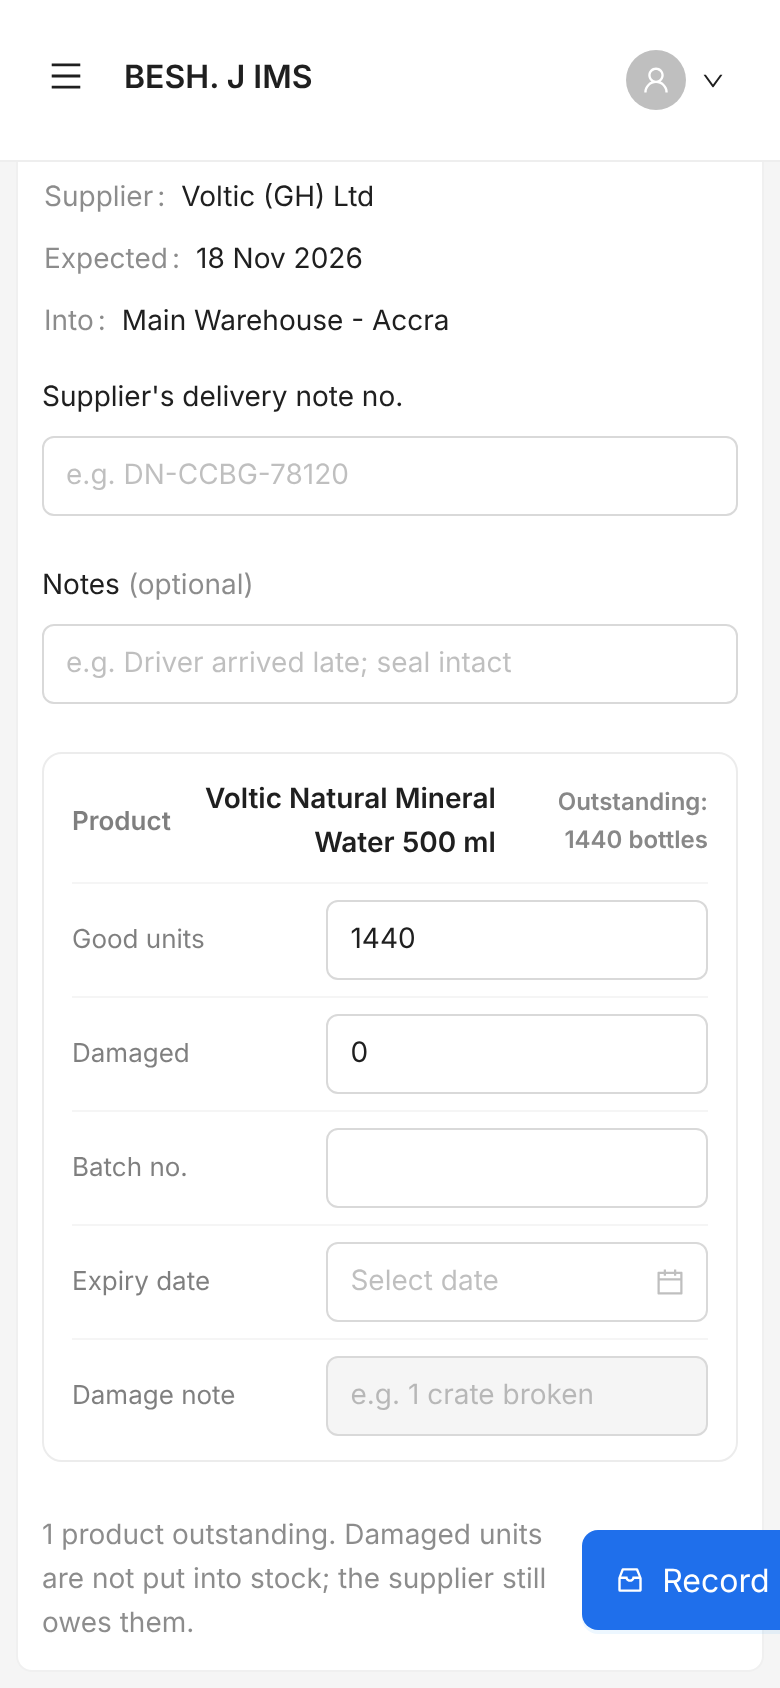 BESH. J IMS
Supplier: Voltic (GH) Ltd
Expected: 18 Nov 2026
Into: Main Warehouse - Accra
Supplier's delivery note no.
e.g. DN-CCBG-78120
Notes (optional)
e.g. Driver arrived late; seal intact
Product
Voltic Natural Mineral
Water 500 ml
Outstanding:
1440 bottles
Good units
1440
Damaged
0
Batch no.
Expiry date
Select date
Damage note
e.g. 1 crate broken
1 product outstanding. Damaged units
are not put into stock; the supplier still
owes them.
Record